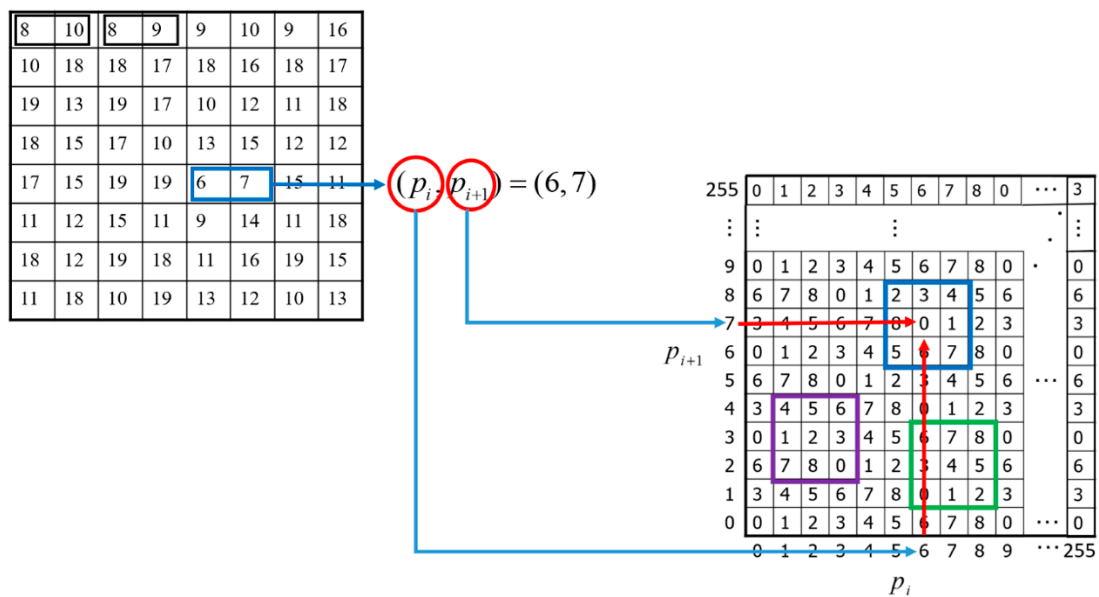 8 10 8 9 9 10 9 16
10 18 18 17 18 16 18 17
19 13 19 17 10 12 11 18
18 15 17 10 13 15 12 12
17 15 19 19 6 7 15 11
11 12 15 11 9 14 11 18
18 12 19 18 11 16 19 15
11 18 10 19 13 12 10 13
(p_i, p_{i+1}) = (6, 7)
255 0 1 2 3 4 5 6 7 8 0 ⋯ 3
⋮ ⋮ ⋮ ⋰ ⋮
9 0 1 2 3 4 5 6 7 8 0 0
8 6 7 8 0 1 2 3 4 5 6 6
7 3 4 5 6 7 8 0 1 2 3 3
p_{i+1}
6 0 1 2 3 4 5 6 7 8 0 0
5 6 7 8 0 1 2 3 4 5 6 ⋯ 6
4 3 4 5 6 7 8 0 1 2 3 3
3 0 1 2 3 4 5 6 7 8 0 0
2 6 7 8 0 1 2 3 4 5 6 6
1 3 4 5 6 7 8 0 1 2 3 3
0 0 1 2 3 4 5 6 7 8 0 ⋯ 0
0 1 2 3 4 5 6 7 8 9 ⋯ 255
p_i